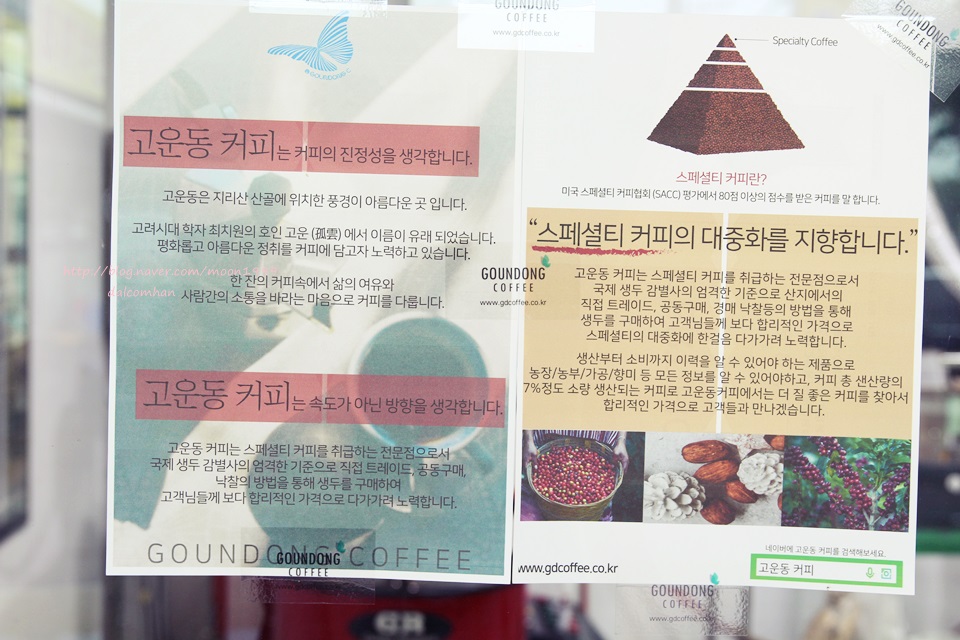 GOUNDONG
COFFEE
www.gdcoffee.co.kr
GOUNDONG
COFFEE
www.gdcoffee.co.kr
고운동 커피는 커피의 진정성을 생각합니다.
고운동은 지리산 산골에 위치한 풍경이 아름다운 곳 입니다.
고려시대 학자 최치원의 호인 고운 (孤雲) 에서 이름이 유래 되었습니다.
평화롭고 아름다운 정취를 커피에 담고자 노력하고 있습니다.
한 잔의 커피속에서 삶의 여유와
사람간의 소통을 바라는 마음으로 커피를 다룹니다.
dalcomhan
고운동 커피는 속도가 아닌 방향을 생각합니다.
고운동 커피는 스페셜티 커피를 취급하는 전문점으로서
국제 생두 감별사의 엄격한 기준으로 직접 트레이드, 공동구매,
낙찰의 방법을 통해 생두를 구매하여
고객님들께 보다 합리적인 가격으로 다가가려 노력합니다.
GOUNDONG COFFEE
GOUNDONG
COFFEE
Specialty Coffee
스페셜티 커피란?
미국 스페셜티 커피협회 (SACC) 평가에서 80점 이상의 점수를 받은 커피를 말 합니다.
“스페셜티 커피의 대중화를 지향합니다.”
GOUNDONG
COFFEE
www.gdcoffee.co.kr
고운동 커피는 스페셜티 커피를 취급하는 전문점으로서
국제 생두 감별사의 엄격한 기준으로 산지에서의
직접 트레이드, 공동구매, 경매 낙찰등의 방법을 통해
생두를 구매하여 고객님들께 보다 합리적인 가격으로
스페셜티의 대중화에 한걸음 다가가려 노력합니다.
생산부터 소비까지 이력을 알 수 있어야 하는 제품으로
농장/농부/가공/향미 등 모든 정보를 알 수 있어야하고, 커피 총 샌산량의
7%정도 소량 생산되는 커피로 고운동커피에서는 더 질 좋은 커피를 찾아서
합리적인 가격으로 고객들과 만나겠습니다.
www.gdcoffee.co.kr
네이버에 고운동 커피를 검색해보세요.
고운동 커피
GOUNDONG
COFFEE
www.gdcoffee.co.kr